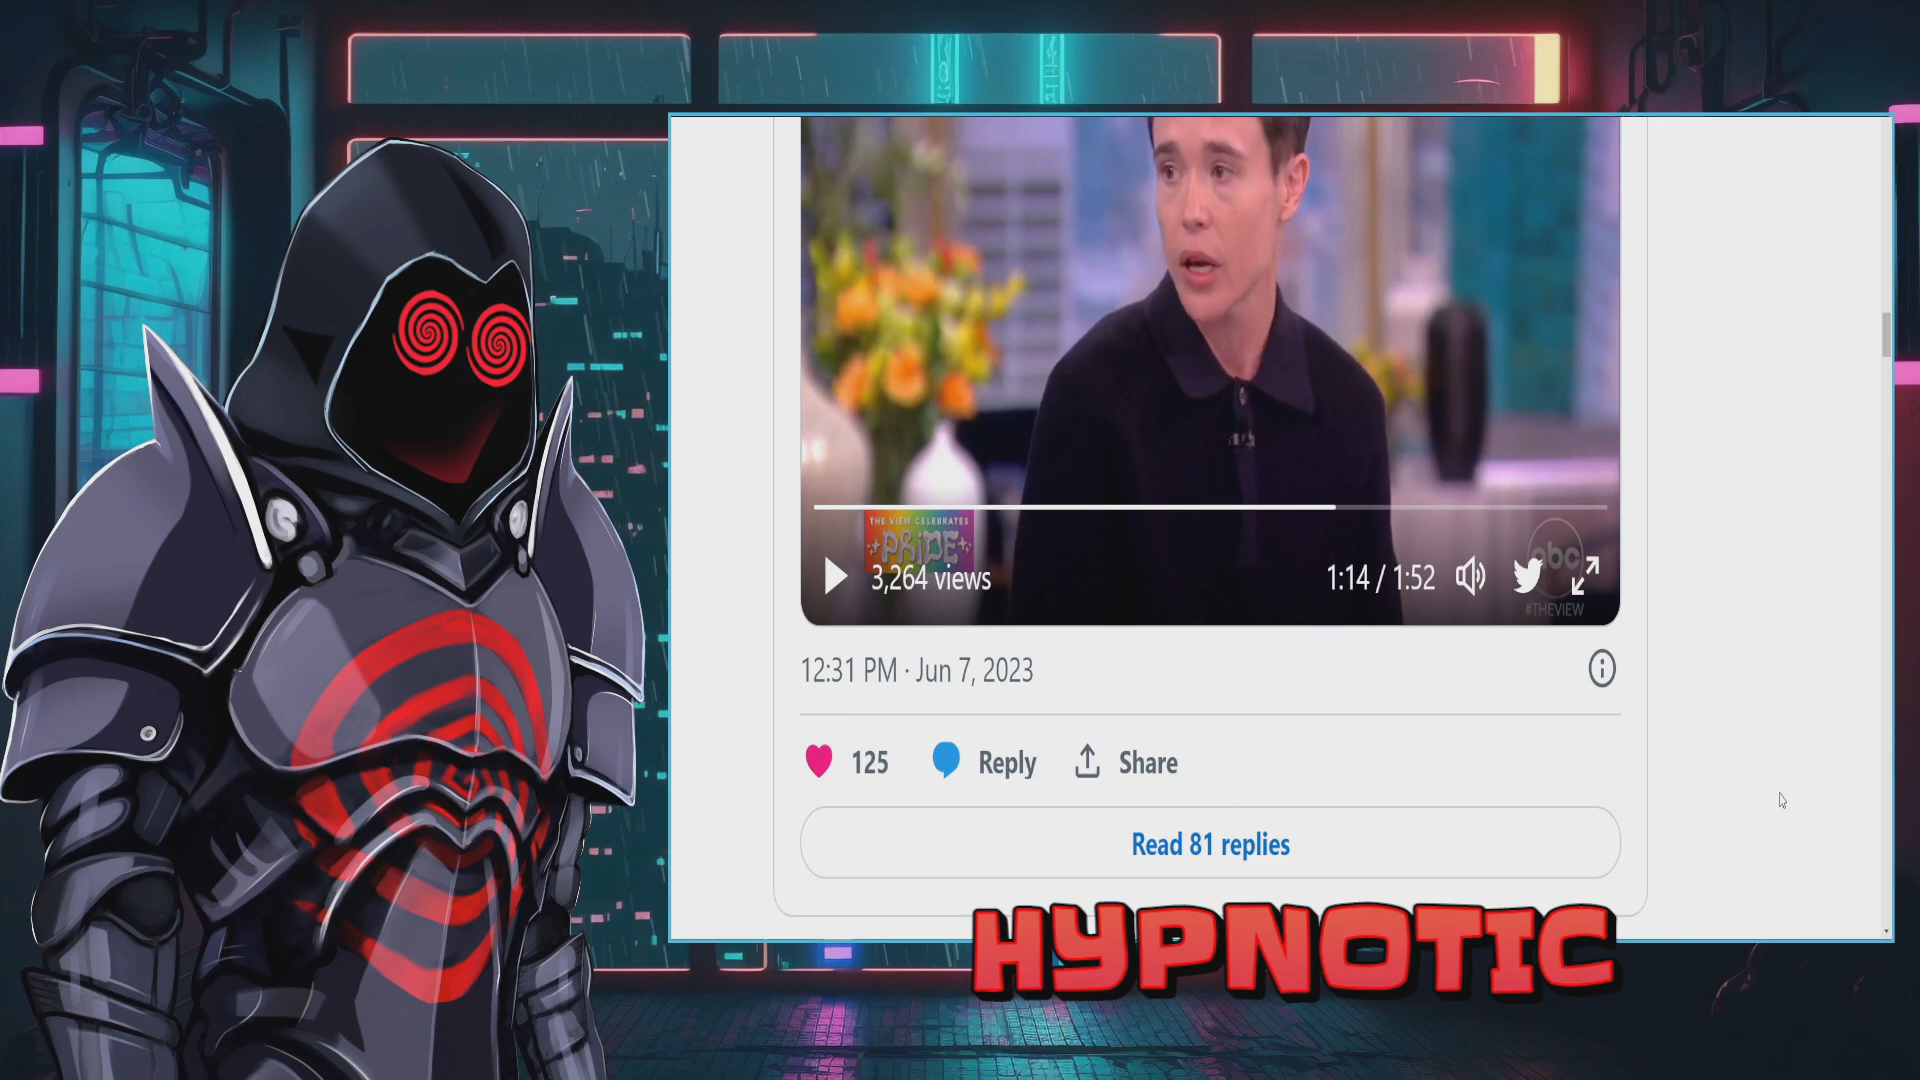 THE VIEW CELEBRATES
PRIDE
abc
3,264 views
1:14 / 1:52
#THEVIEW
12:31 PM · Jun 7, 2023
125
Reply
Share
Read 81 replies
HYPNOTIC